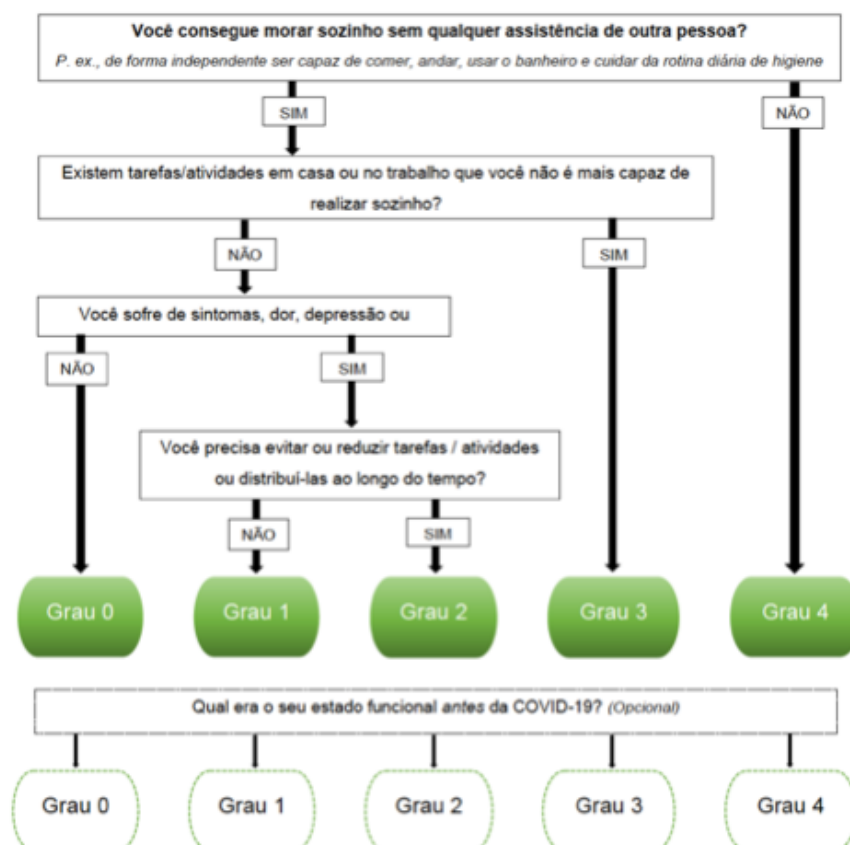 Você consegue morar sozinho sem qualquer assistência de outra pessoa?
P. ex., de forma independente ser capaz de comer, andar, usar o banheiro e cuidar da rotina diária de higiene
SIM
NÃO
Existem tarefas/atividades em casa ou no trabalho que você não é mais capaz de
realizar sozinho?
NÃO
SIM
Você sofre de sintomas, dor, depressão ou
NÃO
SIM
Você precisa evitar ou reduzir tarefas / atividades
ou distribuí-las ao longo do tempo?
NÃO
SIM
Grau 0
Grau 1
Grau 2
Grau 3
Grau 4
Qual era o seu estado funcional antes da COVID-19? (Opcional)
Grau 0
Grau 1
Grau 2
Grau 3
Grau 4